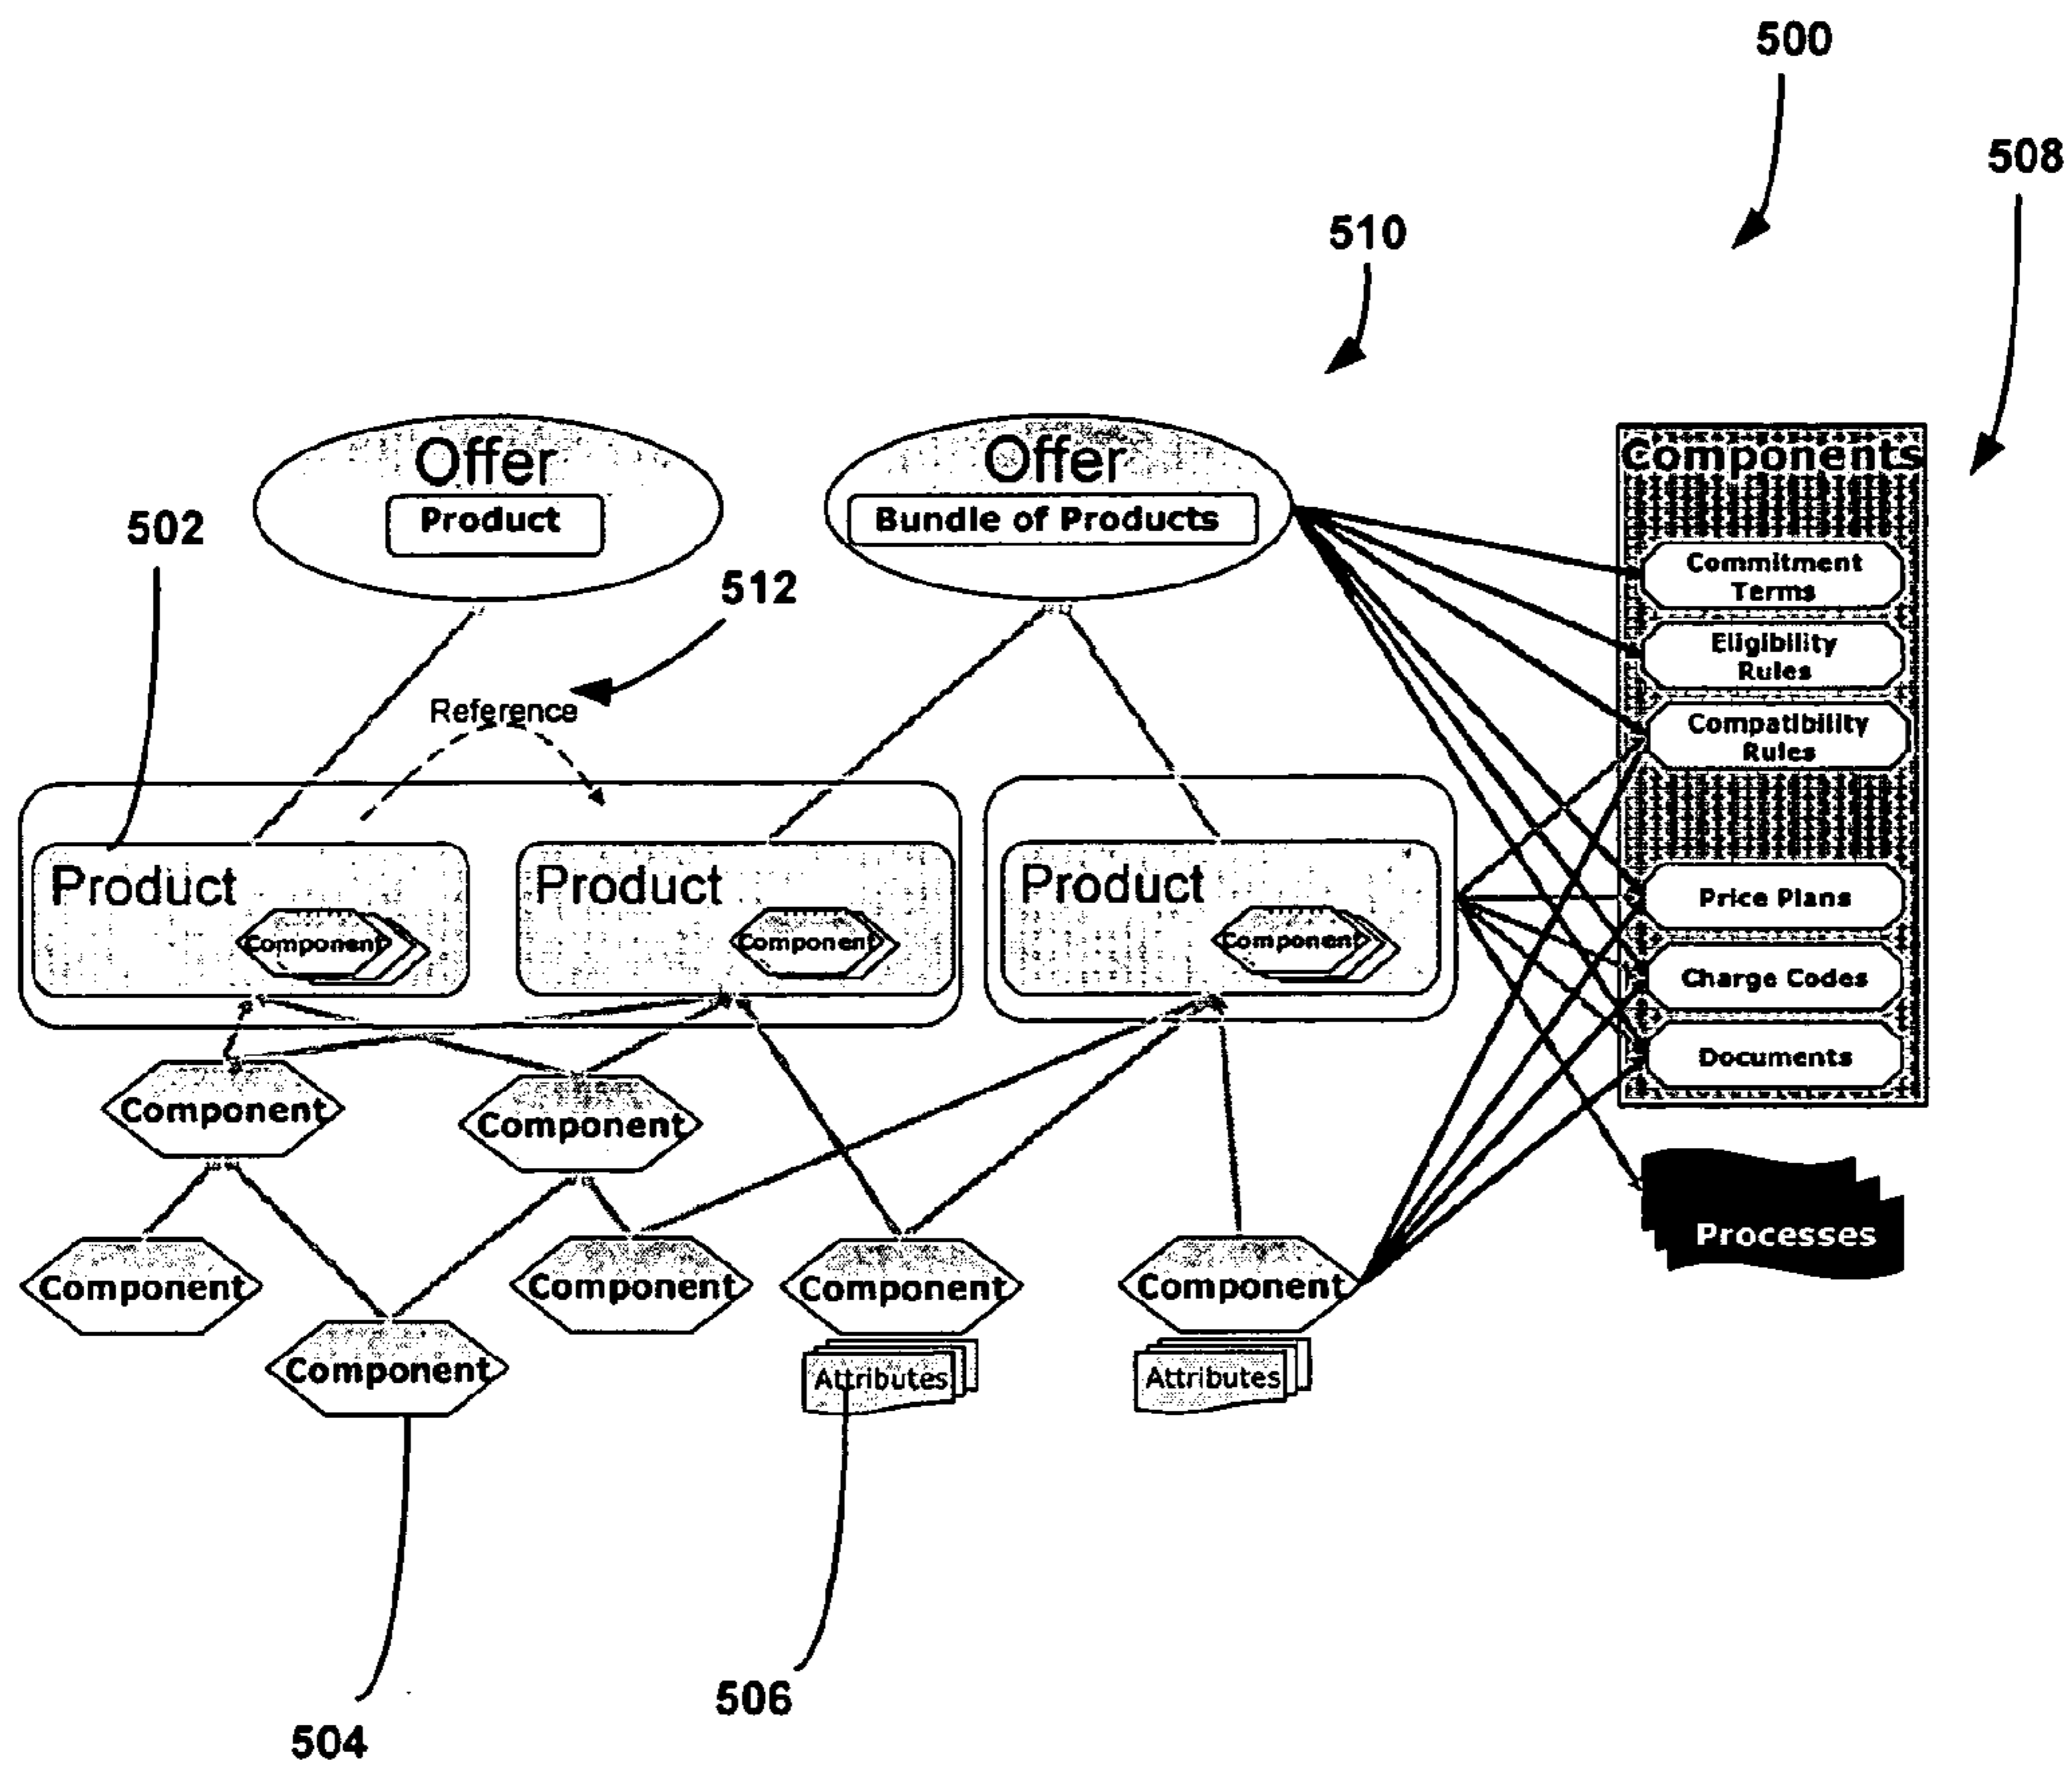 500
508
510
Offer
Product
Offer
Bundle of Products
Components
502
512
Reference
Commitment
Terms
Eligibility
Rules
Compatibility
Rules
Product
Component
Product
Component
Product
Component
Price Plans
Charge Codes
Documents
Component
Component
Processes
Component
Component
Component
Component
Component
Attributes
Attributes
506
504